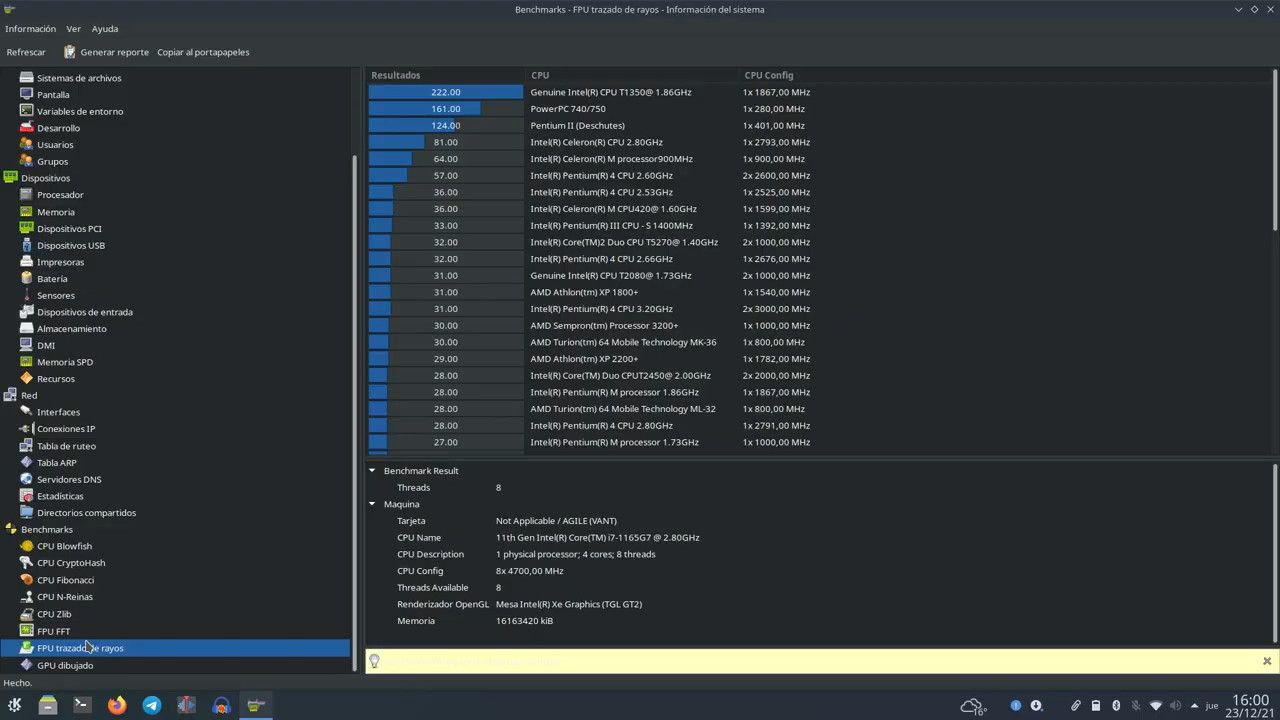 Benchmarks - FPU trazado de rayos - Información del sistema
Información Ver Ayuda
Refrescar Generar reporte Copiar al portapapeles
Sistemas de archivos
Pantalla
Variables de entorno
Desarrollo
Usuarios
Grupos
Dispositivos
Procesador
Memoria
Dispositivos PCI
Dispositivos USB
Impresoras
Batería
Sensores
Dispositivos de entrada
Almacenamiento
DMI
Memoria SPD
Recursos
Red
Interfaces
Conexiones IP
Tabla de ruteo
Tabla ARP
Servidores DNS
Estadísticas
Directorios compartidos
Benchmarks
CPU Blowfish
CPU CryptoHash
CPU Fibonacci
CPU N-Reinas
CPU Zlib
FPU FFT
FPU trazado de rayos
GPU dibujado
Resultados CPU CPU Config
222.00 Genuine Intel(R) CPU T1350@ 1.86GHz 1x 1867,00 MHz
161.00 PowerPC 740/750 1x 280,00 MHz
124.00 Pentium II (Deschutes) 1x 401,00 MHz
81.00 Intel(R) Celeron(R) CPU 2.80GHz 1x 2793,00 MHz
64.00 Intel(R) Celeron(R) M processor900MHz 1x 900,00 MHz
57.00 Intel(R) Pentium(R) 4 CPU 2.60GHz 2x 2600,00 MHz
36.00 Intel(R) Pentium(R) 4 CPU 2.53GHz 1x 2525,00 MHz
36.00 Intel(R) Celeron(R) M CPU420@ 1.60GHz 1x 1599,00 MHz
33.00 Intel(R) Pentium(R) III CPU - S 1400MHz 1x 1392,00 MHz
32.00 Intel(R) Core(TM)2 Duo CPU T5270@ 1.40GHz 2x 1000,00 MHz
32.00 Intel(R) Pentium(R) 4 CPU 2.66GHz 1x 2676,00 MHz
31.00 Genuine Intel(R) CPU T2080@ 1.73GHz 2x 1000,00 MHz
31.00 AMD Athlon(tm) XP 1800+ 1x 1540,00 MHz
31.00 Intel(R) Pentium(R) 4 CPU 3.20GHz 2x 3000,00 MHz
30.00 AMD Sempron(tm) Processor 3200+ 1x 1000,00 MHz
30.00 AMD Turion(tm) 64 Mobile Technology MK-36 1x 800,00 MHz
29.00 AMD Athlon(tm) XP 2200+ 1x 1782,00 MHz
28.00 Intel(R) Core(TM) Duo CPUT2450@ 2.00GHz 2x 2000,00 MHz
28.00 Intel(R) Pentium(R) M processor 1.86GHz 1x 1867,00 MHz
28.00 AMD Turion(tm) 64 Mobile Technology ML-32 1x 800,00 MHz
28.00 Intel(R) Pentium(R) 4 CPU 2.80GHz 1x 2791,00 MHz
27.00 Intel(R) Pentium(R) M processor 1.73GHz 1x 1000,00 MHz
Benchmark Result
Threads 8
Maquina
Tarjeta Not Applicable / AGILE (VANT)
CPU Name 11th Gen Intel(R) Core(TM) i7-1165G7 @ 2.80GHz
CPU Description 1 physical processor; 4 cores; 8 threads
CPU Config 8x 4700,00 MHz
Threads Available 8
Renderizador OpenGL Mesa Intel(R) Xe Graphics (TGL GT2)
Memoria 16163420 kiB
Hecho.
16°
jue
16:00
23/12/21